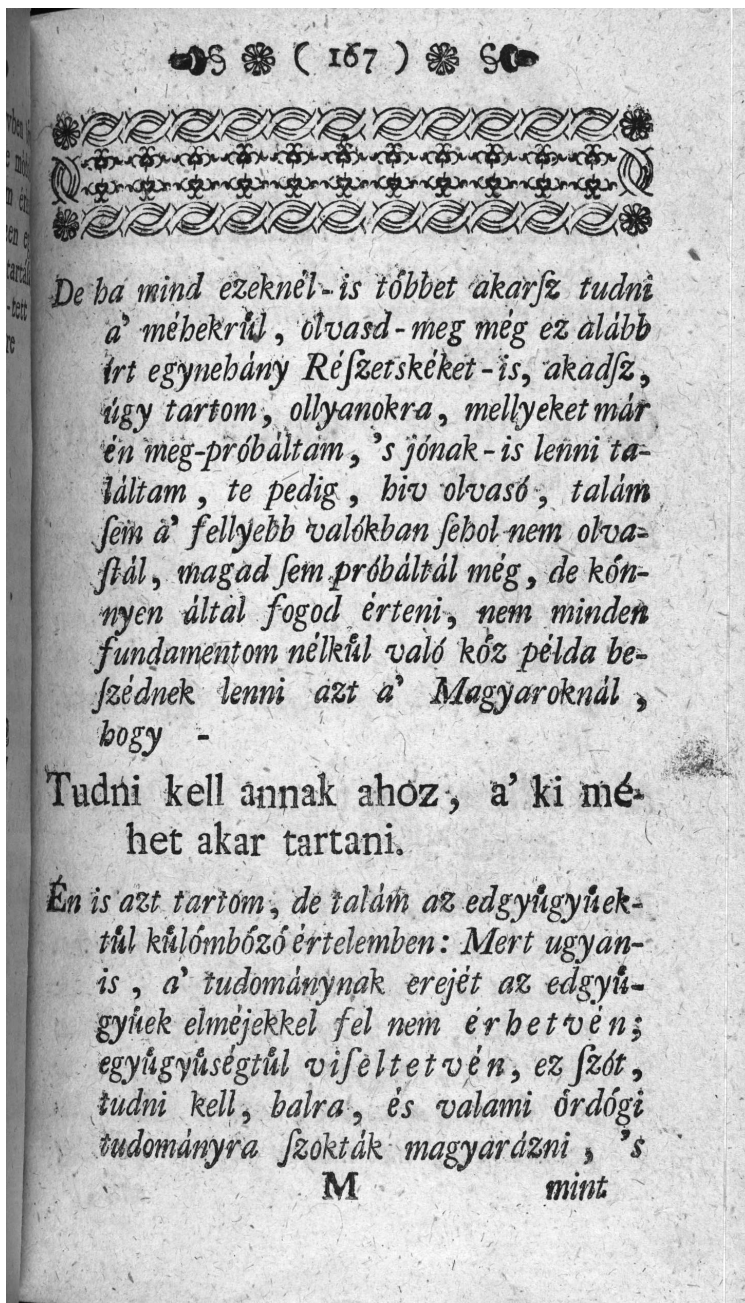 ( 167 )
De ha mind ezeknél-is tőbbet akarſz tudni
a' méhekrűl, olvasd-meg még ez alább
írt egynehány Réſzetskéket-is, akadſz,
úgy tartom, ollyanokra, mellyeket már
én meg-próbáltam, 's jónak-is lenni ta-
láltam, te pedig, hiv olvasó, talám
ſem a' fellyebb valókban ſehol nem olva-
ſtál, magad ſem próbáltál még, de kőn-
nyen által fogod érteni, nem minden
fundamentom nélkűl való kőz példa be-
ſzédnek lenni azt a' Magyaroknál,
hogy -
Tudni kell annak ahoz, a' ki mé-
het akar tartani.
Én is azt tartom, de talám az edgyűgyűek-
tűl kűlőmbőző értelemben: Mert ugyan-
is, a' tudománynak erejét az edgyű-
gyűek elméjekkel fel nem érhetvén;
egyűgyűségtűl viſeltetvén, ez ſzót,
tudni kell, balra, és valami őrdőgi
tudományra ſzokták magyarázni, 's
M mint